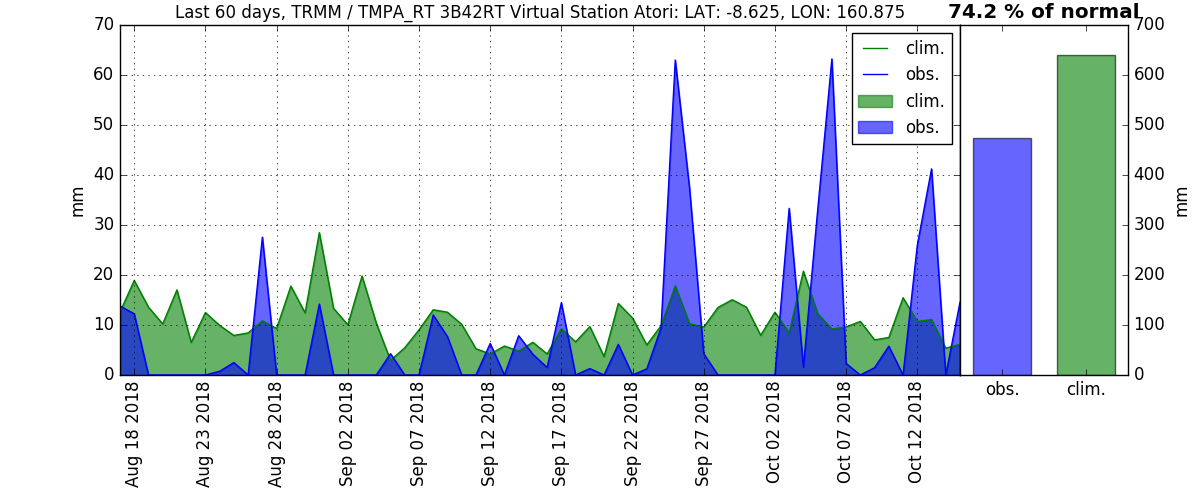 Last 60 days, TRMM / TMPA_RT 3B42RT Virtual Station Atori: LAT: -8.625, LON: 160.875
74.2 % of normal
70
60
50
40
30
20
10
0
mm
clim.
obs.
clim.
obs.
700
600
500
400
300
200
100
0
mm
obs.
clim.
Aug 18 2018
Aug 23 2018
Aug 28 2018
Sep 02 2018
Sep 07 2018
Sep 12 2018
Sep 17 2018
Sep 22 2018
Sep 27 2018
Oct 02 2018
Oct 07 2018
Oct 12 2018